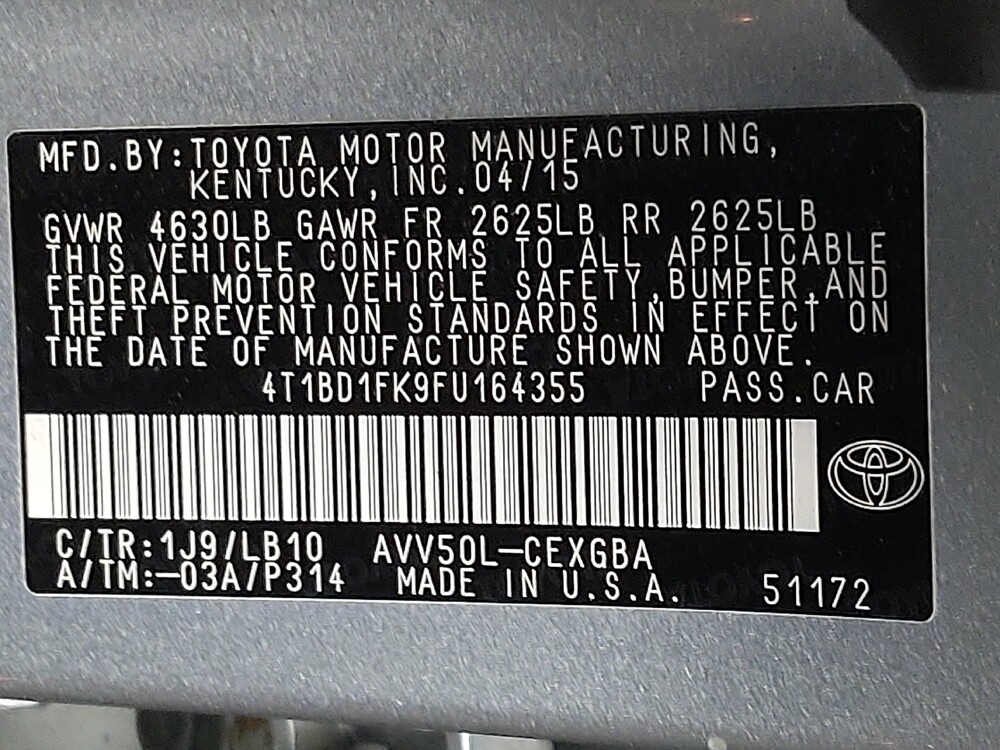 MFD.BY:TOYOTA MOTOR MANUFACTURING,
KENTUCKY,INC.04/15
GVWR 4630LB GAWR FR 2625LB RR 2625LB
THIS VEHICLE CONFORMS TO ALL APPLICABLE
FEDERAL MOTOR VEHICLE SAFETY,BUMPER,AND
THEFT PREVENTION STANDARDS IN EFFECT ON
THE DATE OF MANUFACTURE SHOWN ABOVE.
4T1BD1FK9FU164355 PASS.CAR
C/TR:1J9/LB10 AVV50L-CEXGBA
A/TM:-03A/P314 MADE IN U.S.A. 51172